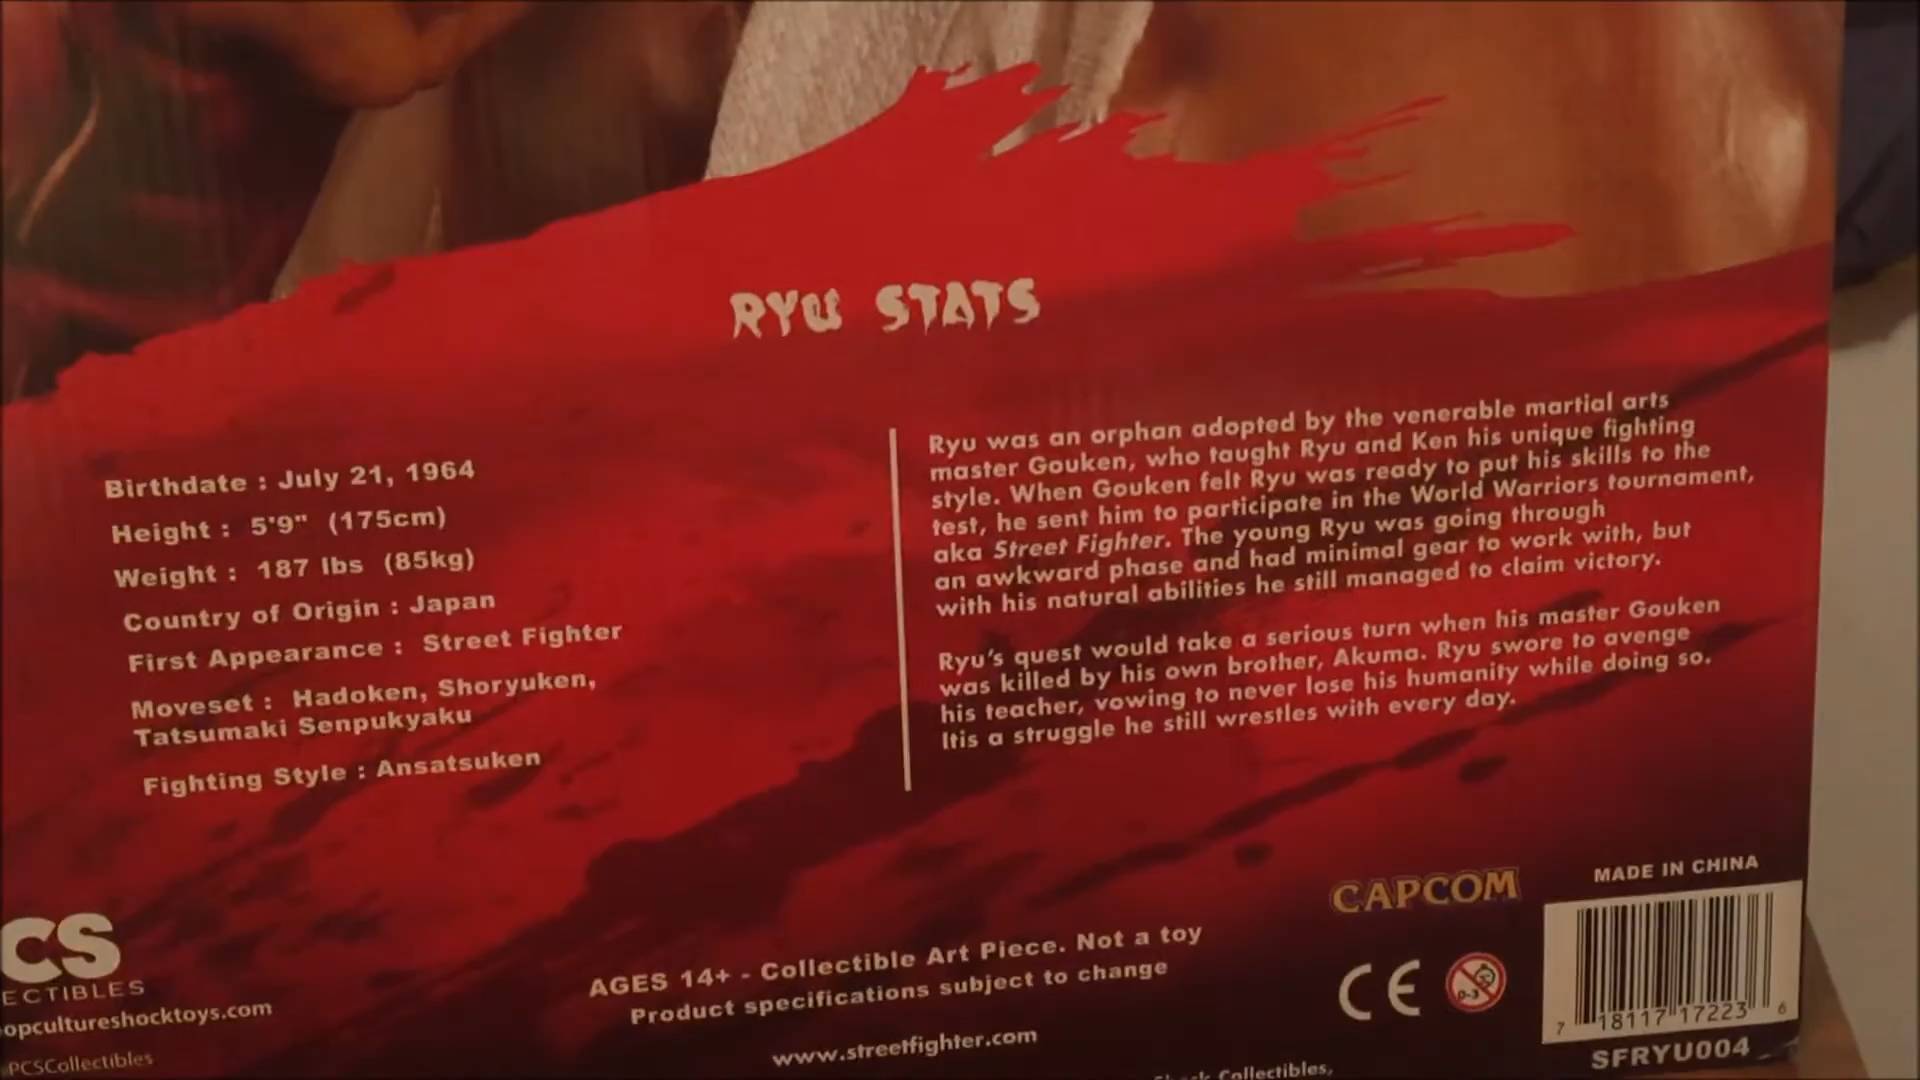 RYU STATS
Birthdate : July 21, 1964
Height : 5'9" (175cm)
Weight : 187 lbs (85kg)
Country of Origin : Japan
First Appearance : Street Fighter
Moveset : Hadoken, Shoryuken,
Tatsumaki Senpukyaku
Fighting Style : Ansatsuken
Ryu was an orphan adopted by the venerable martial arts
master Gouken, who taught Ryu and Ken his unique fighting
style. When Gouken felt Ryu was ready to put his skills to the
test, he sent him to participate in the World Warriors tournament,
aka Street Fighter. The young Ryu was going through
an awkward phase and had minimal gear to work with, but
with his natural abilities he still managed to claim victory.
Ryu's quest would take a serious turn when his master Gouken
was killed by his own brother, Akuma. Ryu swore to avenge
his teacher, vowing to never lose his humanity while doing so.
Itis a struggle he still wrestles with every day.
CS
ECTIBLES
opcultureshocktoys.com
PCSCollectibles
AGES 14+ - Collectible Art Piece. Not a toy
Product specifications subject to change
www.streetfighter.com
Collectibles,
CAPCOM
CE
0-3
MADE IN CHINA
7 18117 17223 6
SFRYU004